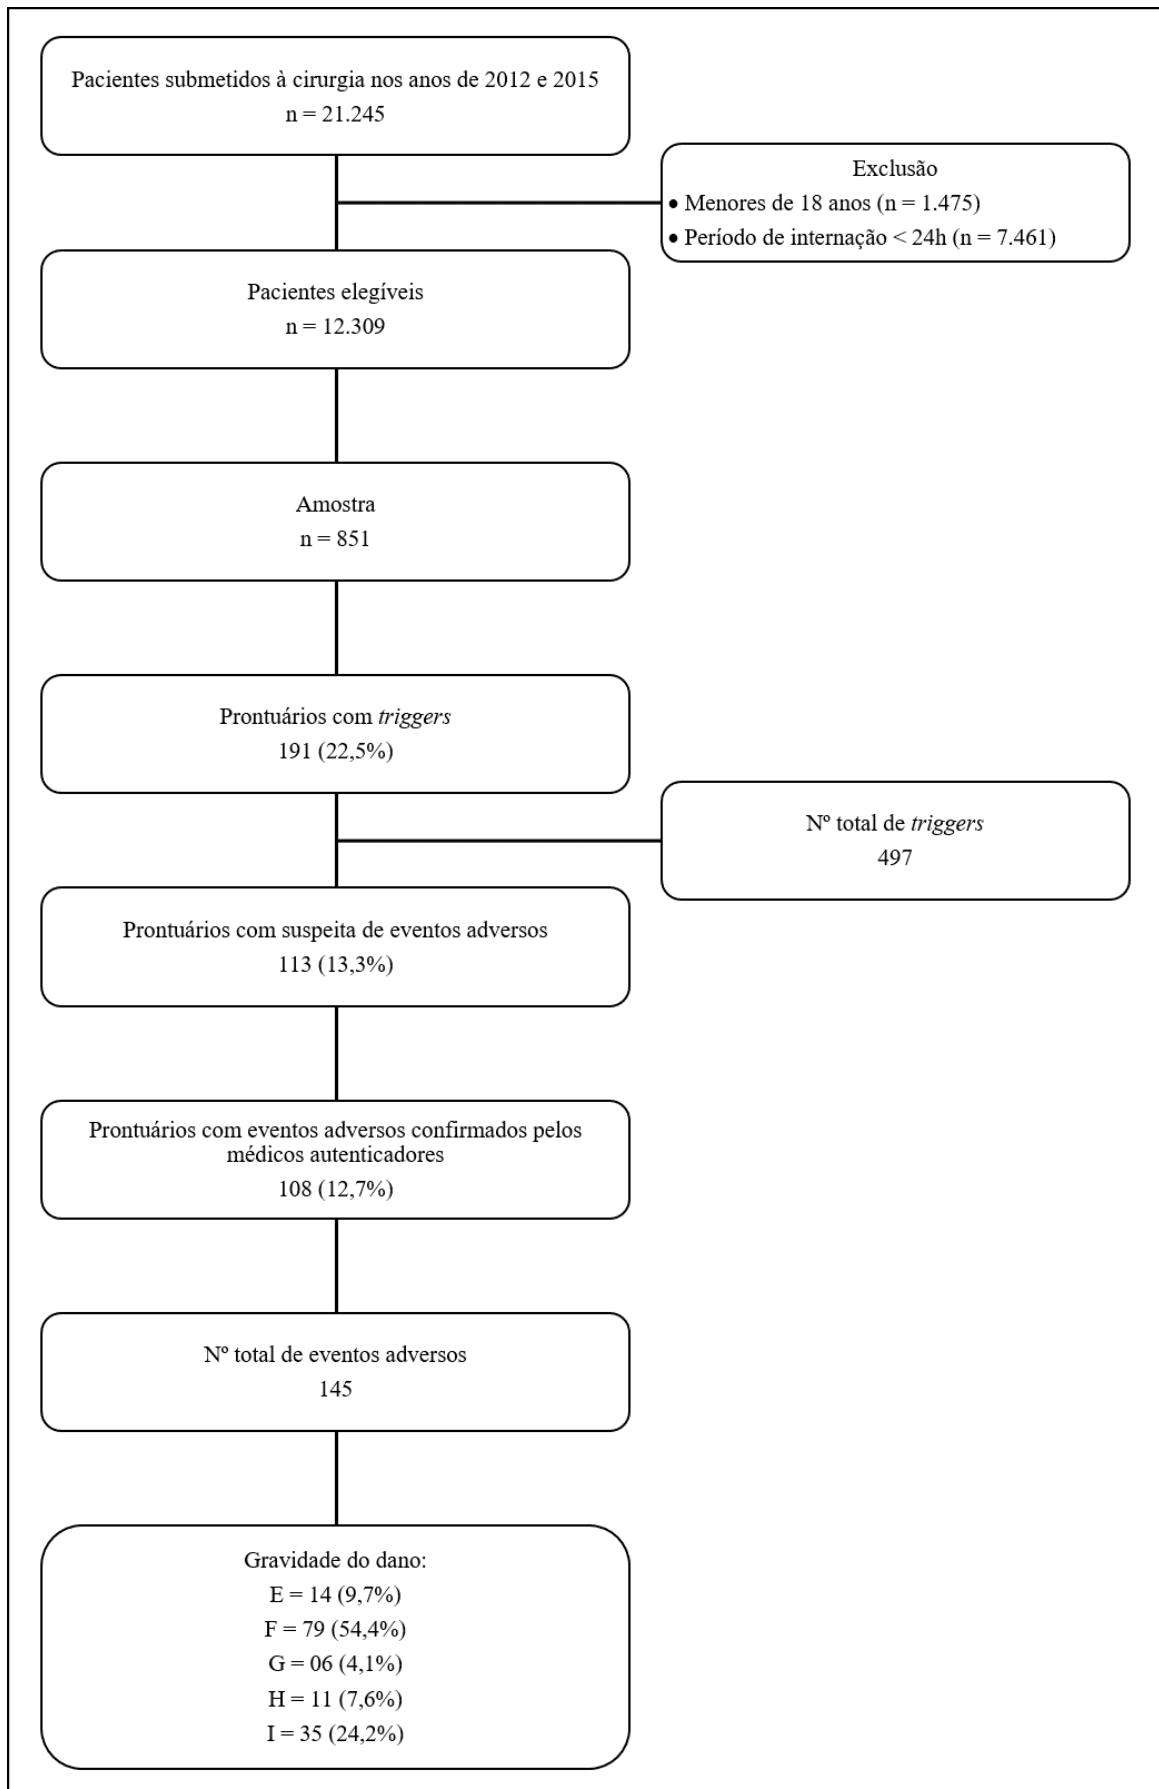 Pacientes submetidos à cirurgia nos anos de 2012 e 2015
n = 21.245
Exclusão
• Menores de 18 anos (n = 1.475)
• Período de internação < 24h (n = 7.461)
Pacientes elegíveis
n = 12.309
Amostra
n = 851
Prontuários com triggers
191 (22,5%)
Nº total de triggers
497
Prontuários com suspeita de eventos adversos
113 (13,3%)
Prontuários com eventos adversos confirmados pelos
médicos autenticadores
108 (12,7%)
Nº total de eventos adversos
145
Gravidade do dano:
E = 14 (9,7%)
F = 79 (54,4%)
G = 06 (4,1%)
H = 11 (7,6%)
I = 35 (24,2%)